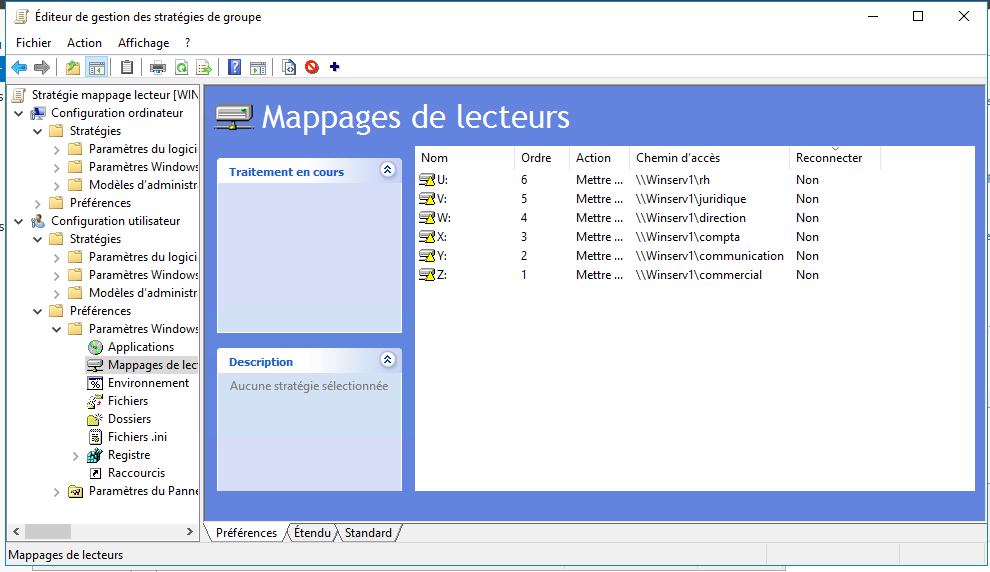 Éditeur de gestion des stratégies de groupe
Fichier Action Affichage ?
Stratégie mappage lecteur [WIN
Configuration ordinateur
Stratégies
Paramètres du logici
Paramètres Windows
Modèles d'administr
Préférences
Configuration utilisateur
Stratégies
Paramètres du logici
Paramètres Windows
Modèles d'administr
Préférences
Paramètres Windows
Applications
Mappages de lect
Environnement
Fichiers
Dossiers
Fichiers .ini
Registre
Raccourcis
Paramètres du Panne
Mappages de lecteurs
Traitement en cours
Description
Aucune stratégie sélectionnée
Nom Ordre Action Chemin d'accès Reconnecter
U: 6 Mettre ... \\Winserv1\rh Non
V: 5 Mettre ... \\Winserv1\juridique Non
W: 4 Mettre ... \\Winserv1\direction Non
X: 3 Mettre ... \\Winserv1\compta Non
Y: 2 Mettre ... \\Winserv1\communication Non
Z: 1 Mettre ... \\Winserv1\commercial Non
Préférences Étendu Standard
Mappages de lecteurs